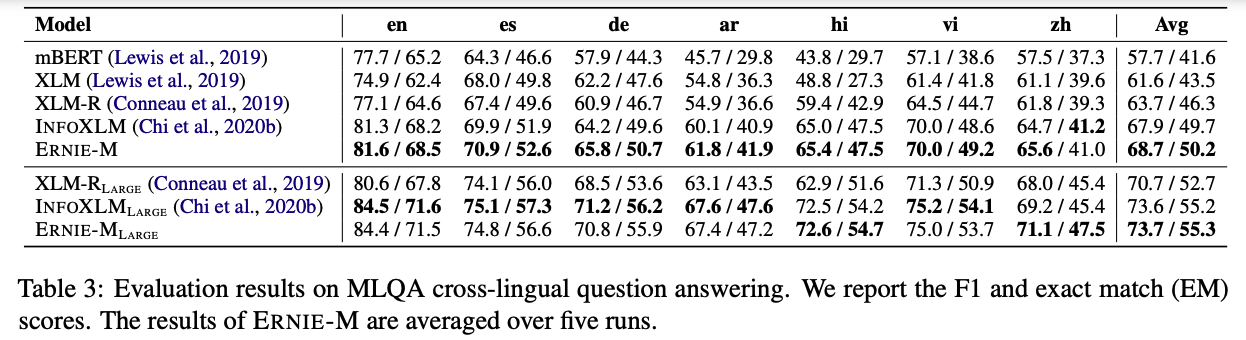 Model en es de ar hi vi zh Avg
mBERT (Lewis et al., 2019) 77.7 / 65.2 64.3 / 46.6 57.9 / 44.3 45.7 / 29.8 43.8 / 29.7 57.1 / 38.6 57.5 / 37.3 57.7 / 41.6
XLM (Lewis et al., 2019) 74.9 / 62.4 68.0 / 49.8 62.2 / 47.6 54.8 / 36.3 48.8 / 27.3 61.4 / 41.8 61.1 / 39.6 61.6 / 43.5
XLM-R (Conneau et al., 2019) 77.1 / 64.6 67.4 / 49.6 60.9 / 46.7 54.9 / 36.6 59.4 / 42.9 64.5 / 44.7 61.8 / 39.3 63.7 / 46.3
INFOXLM (Chi et al., 2020b) 81.3 / 68.2 69.9 / 51.9 64.2 / 49.6 60.1 / 40.9 65.0 / 47.5 70.0 / 48.6 64.7 / 41.2 67.9 / 49.7
ERNIE-M 81.6 / 68.5 70.9 / 52.6 65.8 / 50.7 61.8 / 41.9 65.4 / 47.5 70.0 / 49.2 65.6 / 41.0 68.7 / 50.2
XLM-RLARGE (Conneau et al., 2019) 80.6 / 67.8 74.1 / 56.0 68.5 / 53.6 63.1 / 43.5 62.9 / 51.6 71.3 / 50.9 68.0 / 45.4 70.7 / 52.7
INFOXLMLARGE (Chi et al., 2020b) 84.5 / 71.6 75.1 / 57.3 71.2 / 56.2 67.6 / 47.6 72.5 / 54.2 75.2 / 54.1 69.2 / 45.4 73.6 / 55.2
ERNIE-MLARGE 84.4 / 71.5 74.8 / 56.6 70.8 / 55.9 67.4 / 47.2 72.6 / 54.7 75.0 / 53.7 71.1 / 47.5 73.7 / 55.3
Table 3: Evaluation results on MLQA cross-lingual question answering. We report the F1 and exact match (EM)
scores. The results of ERNIE-M are averaged over five runs.